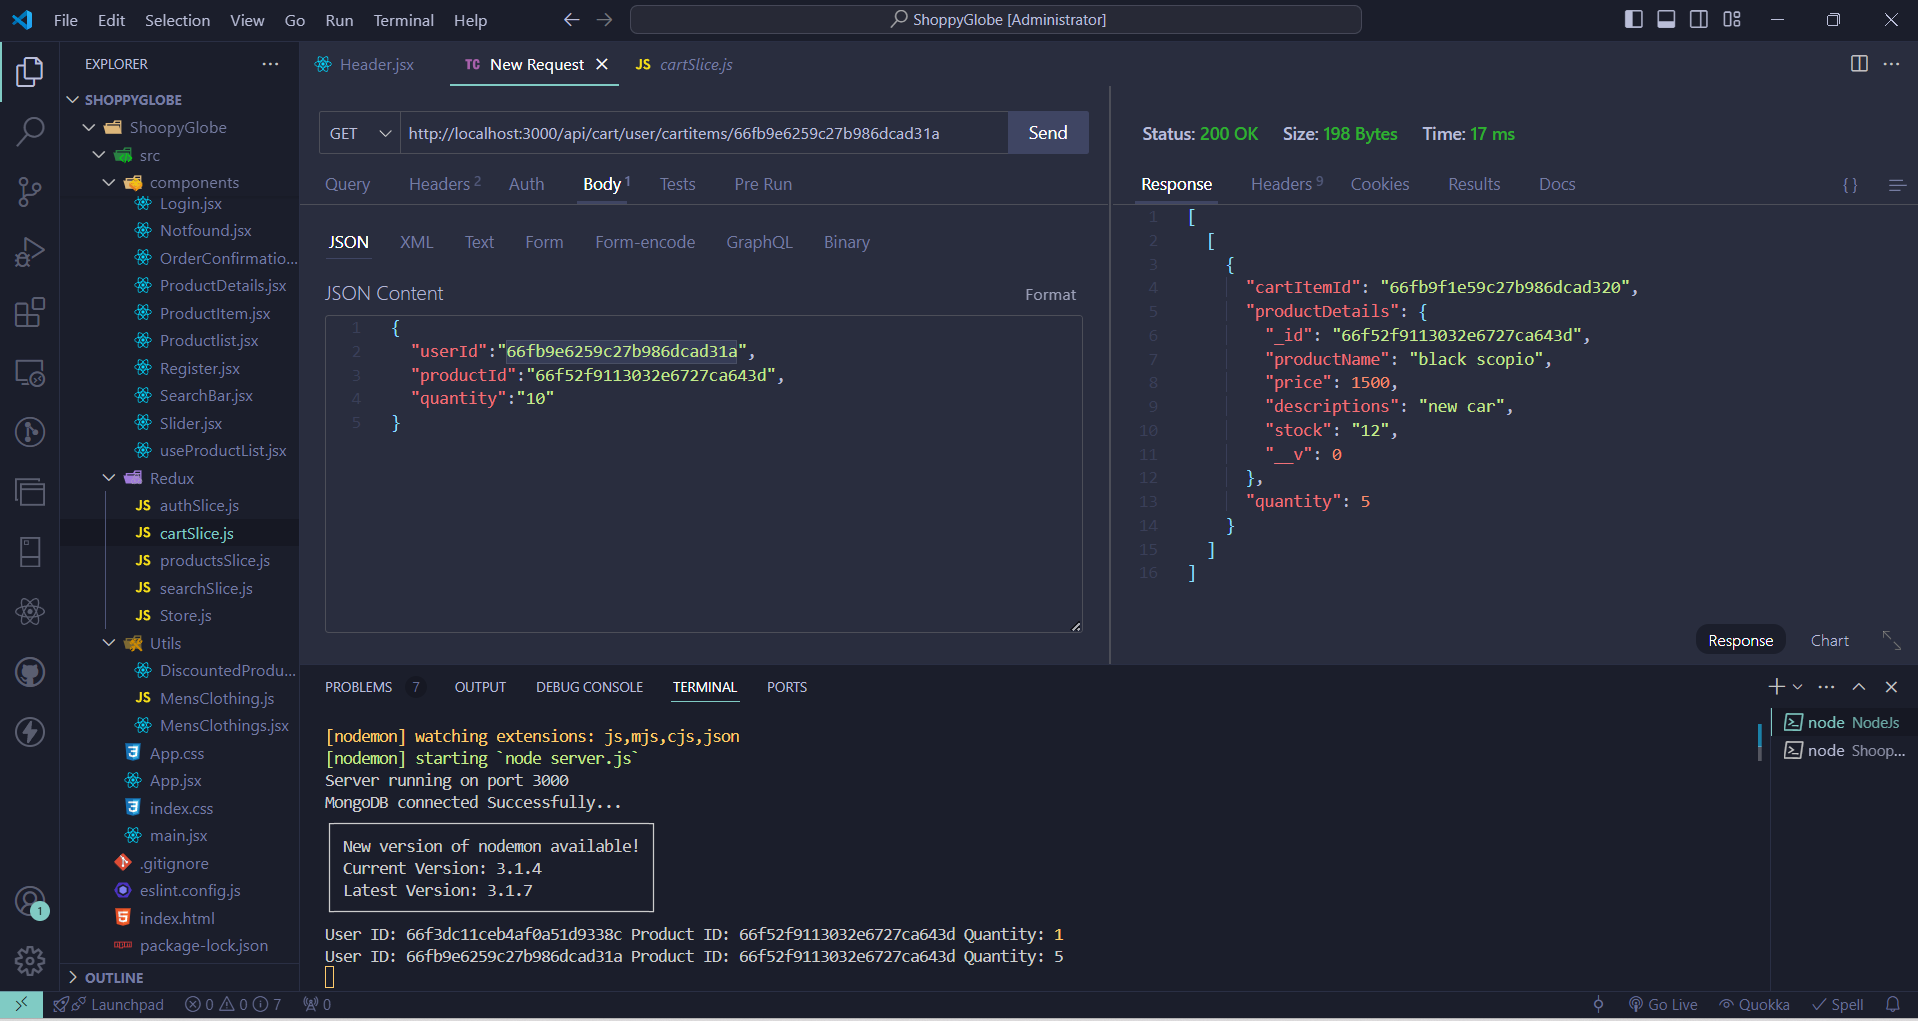 File Edit Selection View Go Run Terminal Help
ShoppyGlobe [Administrator]
EXPLORER
SHOPPYGLOBE
ShoopyGlobe
src
components
Login.jsx
Notfound.jsx
OrderConfirmatio...
ProductDetails.jsx
ProductItem.jsx
Productlist.jsx
Register.jsx
SearchBar.jsx
Slider.jsx
useProductList.jsx
Redux
JS authSlice.js
JS cartSlice.js
JS productsSlice.js
JS searchSlice.js
JS Store.js
Utils
DiscountedProdu...
JS MensClothing.js
MensClothings.jsx
App.css
App.jsx
index.css
main.jsx
.gitignore
eslint.config.js
index.html
package-lock.json
OUTLINE
Header.jsx
TC New Request
JS cartSlice.js
GET http://localhost:3000/api/cart/user/cartitems/66fb9e6259c27b986dcad31a Send
Query Headers 2 Auth Body 1 Tests Pre Run
JSON XML Text Form Form-encode GraphQL Binary
JSON Content Format
1 {
2 "userId":"66fb9e6259c27b986dcad31a",
3 "productId":"66f52f9113032e6727ca643d",
4 "quantity":"10"
5 }
Status: 200 OK Size: 198 Bytes Time: 17 ms
Response Headers 9 Cookies Results Docs {}
1 [
2 [
3 {
4 "cartItemId": "66fb9f1e59c27b986dcad320",
5 "productDetails": {
6 "_id": "66f52f9113032e6727ca643d",
7 "productName": "black scopio",
8 "price": 1500,
9 "descriptions": "new car",
10 "stock": "12",
11 "__v": 0
12 },
13 "quantity": 5
14 }
15 ]
16 ]
Response Chart
PROBLEMS 7 OUTPUT DEBUG CONSOLE TERMINAL PORTS
[nodemon] watching extensions: js,mjs,cjs,json
[nodemon] starting `node server.js`
Server running on port 3000
MongoDB connected Successfully...
New version of nodemon available!
Current Version: 3.1.4
Latest Version: 3.1.7
User ID: 66f3dc11ceb4af0a51d9338c Product ID: 66f52f9113032e6727ca643d Quantity: 1
User ID: 66fb9e6259c27b986dcad31a Product ID: 66f52f9113032e6727ca643d Quantity: 5
node NodeJs
node Shoop...
1
Launchpad 0 0 7 0
Go Live Quokka Spell